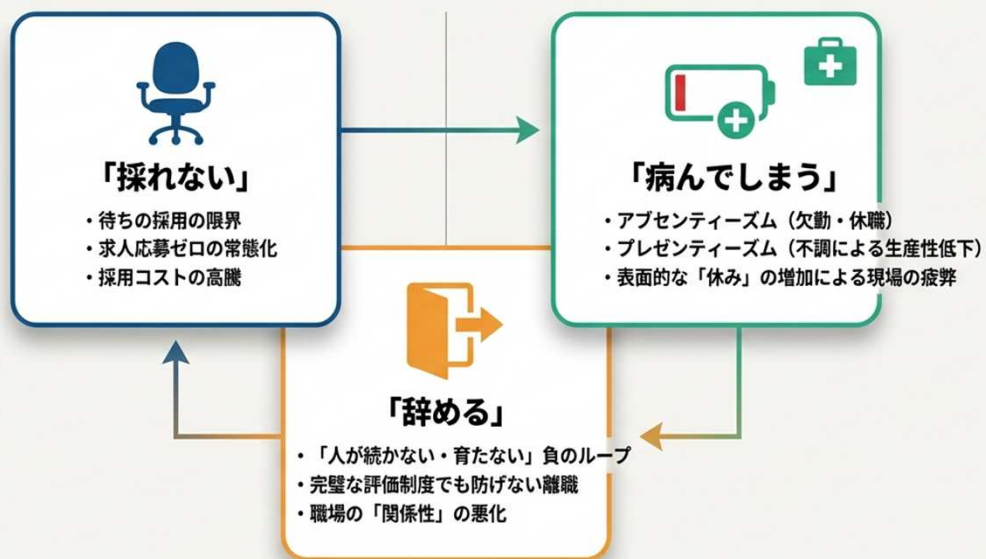 「採れない」
・待ちの採用の限界
・求人応募ゼロの常態化
・採用コストの高騰
「病んでしまう」
・アブセンティーズム（欠勤・休職）
・プレゼンティーズム（不調による生産性低下）
・表面的な「休み」の増加による現場の疲弊
「辞める」
・「人が続かない・育たない」負のループ
・完璧な評価制度でも防げない離職
・職場の「関係性」の悪化